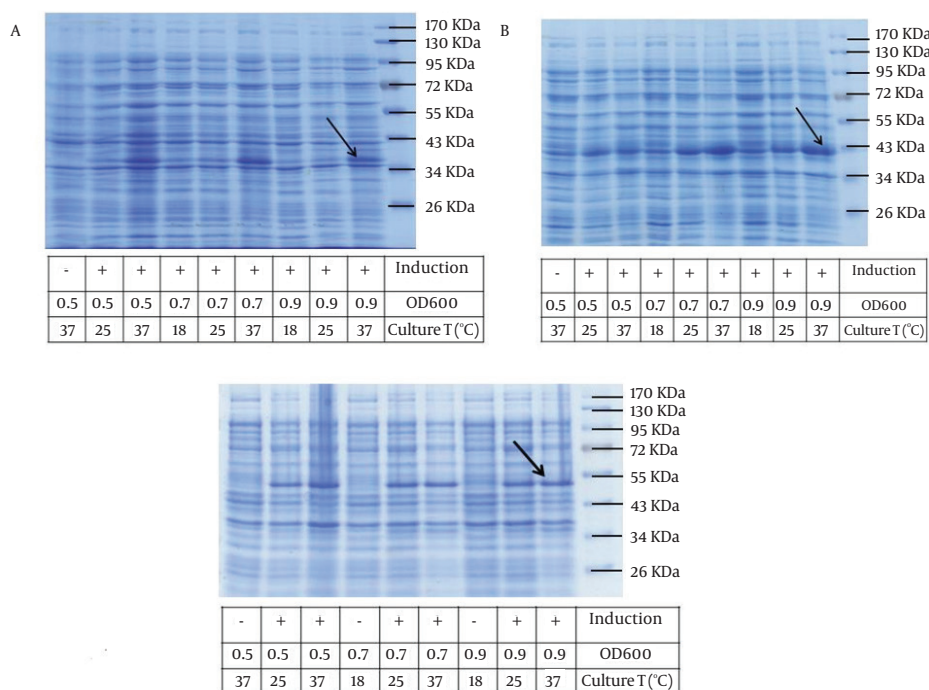 A
170 KDa
130 KDa
95 KDa
72 KDa
55 KDa
43 KDa
34 KDa
26 KDa
- + + + + + + + + Induction
0.5 0.5 0.5 0.7 0.7 0.7 0.9 0.9 0.9 OD600
37 25 37 18 25 37 18 25 37 Culture T (°C)
B
170 KDa
130 KDa
95 KDa
72 KDa
55 KDa
43 KDa
34 KDa
26 KDa
- + + + + + + + + Induction
0.5 0.5 0.5 0.7 0.7 0.7 0.9 0.9 0.9 OD600
37 25 37 18 25 37 18 25 37 Culture T (°C)
170 KDa
130 KDa
95 KDa
72 KDa
55 KDa
43 KDa
34 KDa
26 KDa
- + + - + + - + + Induction
0.5 0.5 0.5 0.7 0.7 0.7 0.9 0.9 0.9 OD600
37 25 37 18 25 37 18 25 37 Culture T (°C)